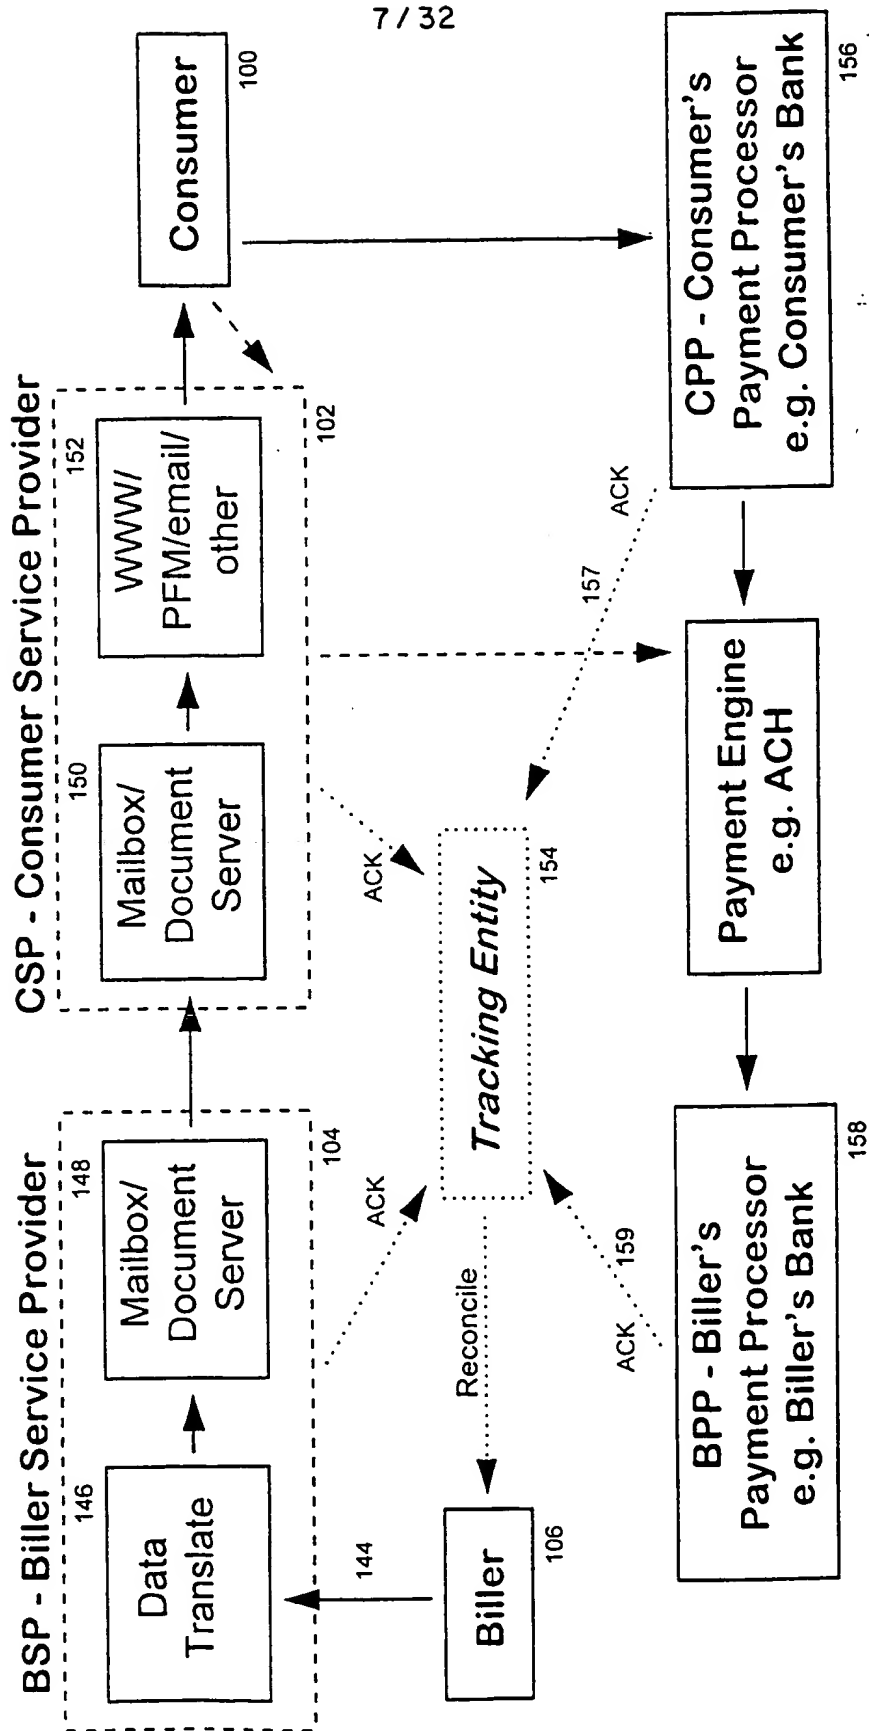 7/32
BSP - Biller Service Provider
146
Data
Translate
148
Mailbox/
Document
Server
104
CSP - Consumer Service Provider
150
Mailbox/
Document
Server
152
WWW/
PFM/email/
other
102
Consumer
100
144
Biller
106
Reconcile
ACK
ACK
Tracking Entity
154
ACK
159
157
ACK
BPP - Biller's
Payment Processor
e.g. Biller's Bank
158
Payment Engine
e.g. ACH
CPP - Consumer's
Payment Processor
e.g. Consumer's Bank
156